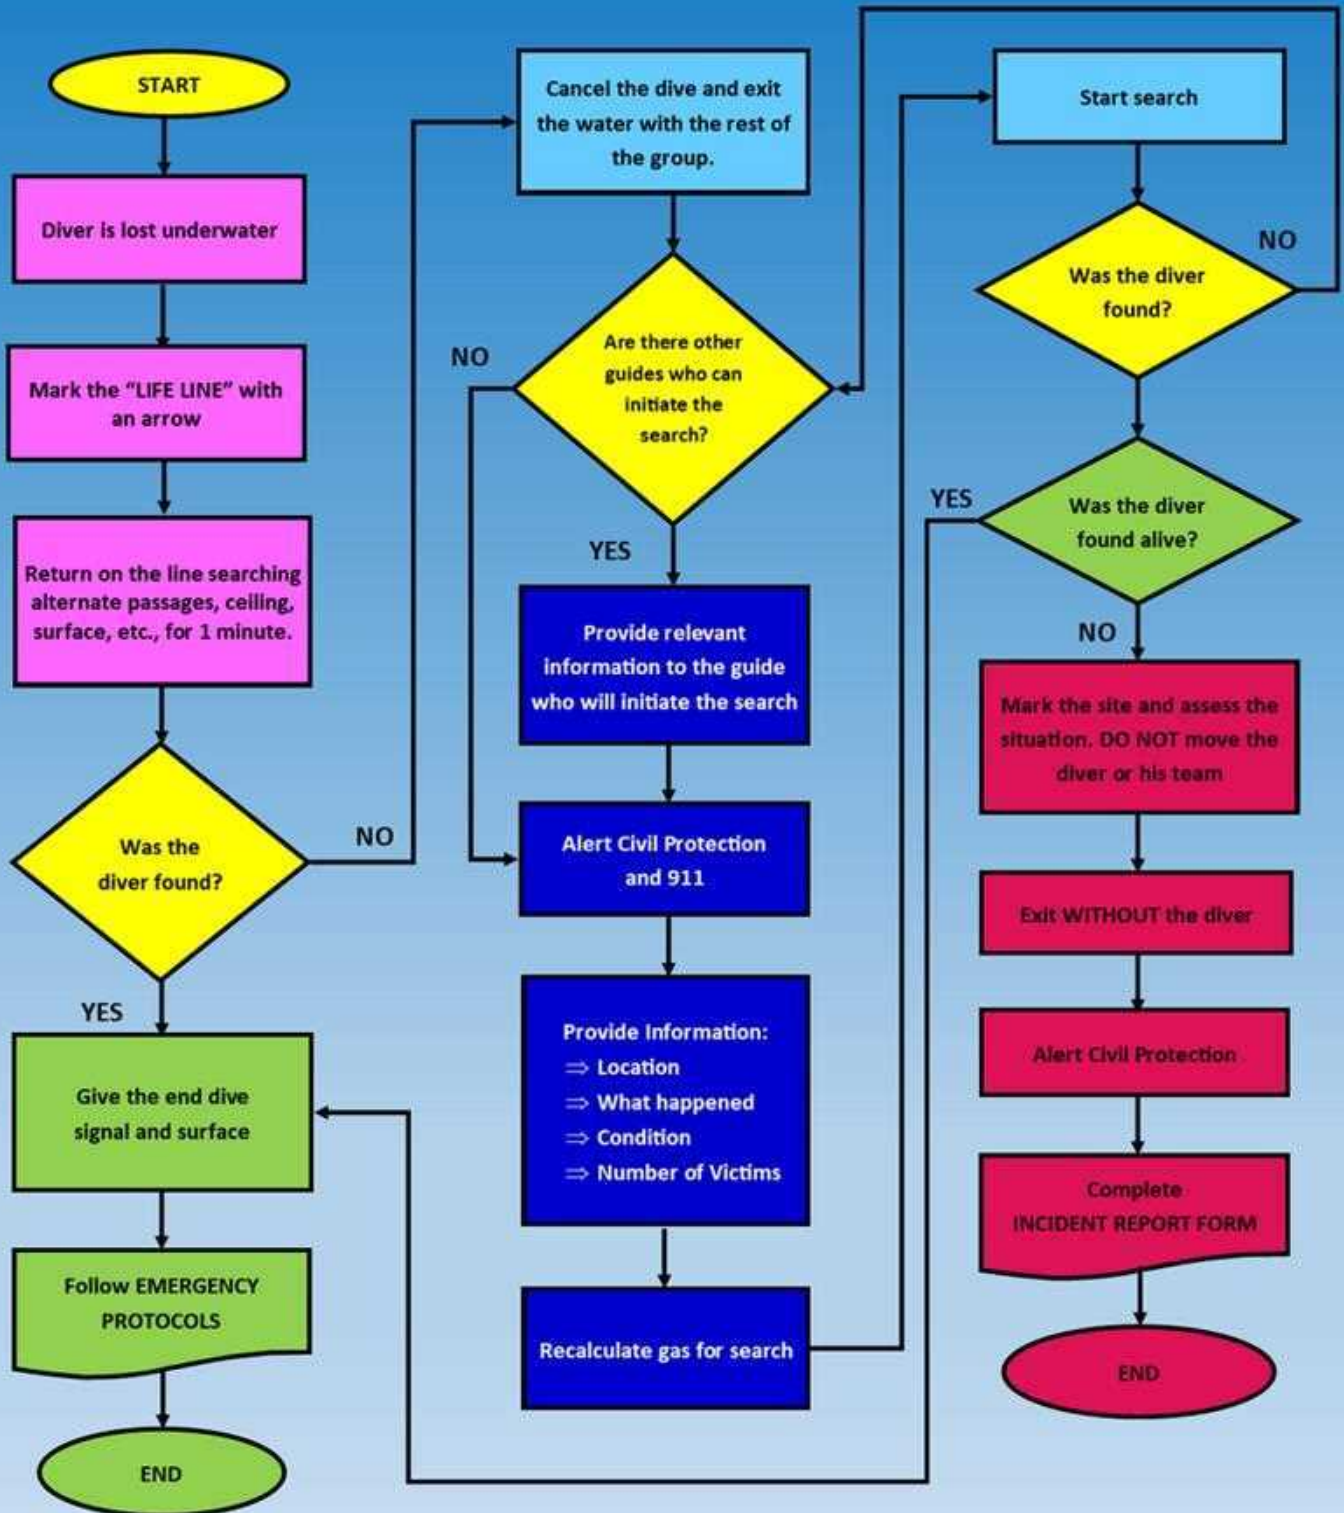 START
Diver is lost underwater
Mark the “LIFE LINE” with
an arrow
Return on the line searching
alternate passages, ceiling,
surface, etc., for 1 minute.
Was the
diver found?
NO
YES
Give the end dive
signal and surface
Follow EMERGENCY
PROTOCOLS
END
Cancel the dive and exit
the water with the rest of
the group.
Are there other
guides who can
initiate the
search?
NO
YES
Provide relevant
information to the guide
who will initiate the search
Alert Civil Protection
and 911
Provide Information:
⇒ Location
⇒ What happened
⇒ Condition
⇒ Number of Victims
Recalculate gas for search
Start search
Was the diver
found?
NO
Was the diver
found alive?
YES
NO
Mark the site and assess the
situation. DO NOT move the
diver or his team
Exit WITHOUT the diver
Alert Civil Protection
Complete
INCIDENT REPORT FORM
END